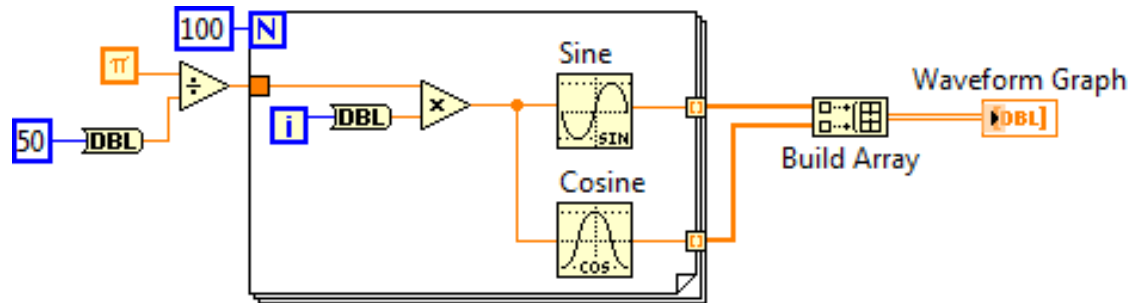 100
N
π
÷
50
DBL
i
DBL
×
Sine
SIN
Cosine
COS
Build Array
Waveform Graph
DBL]